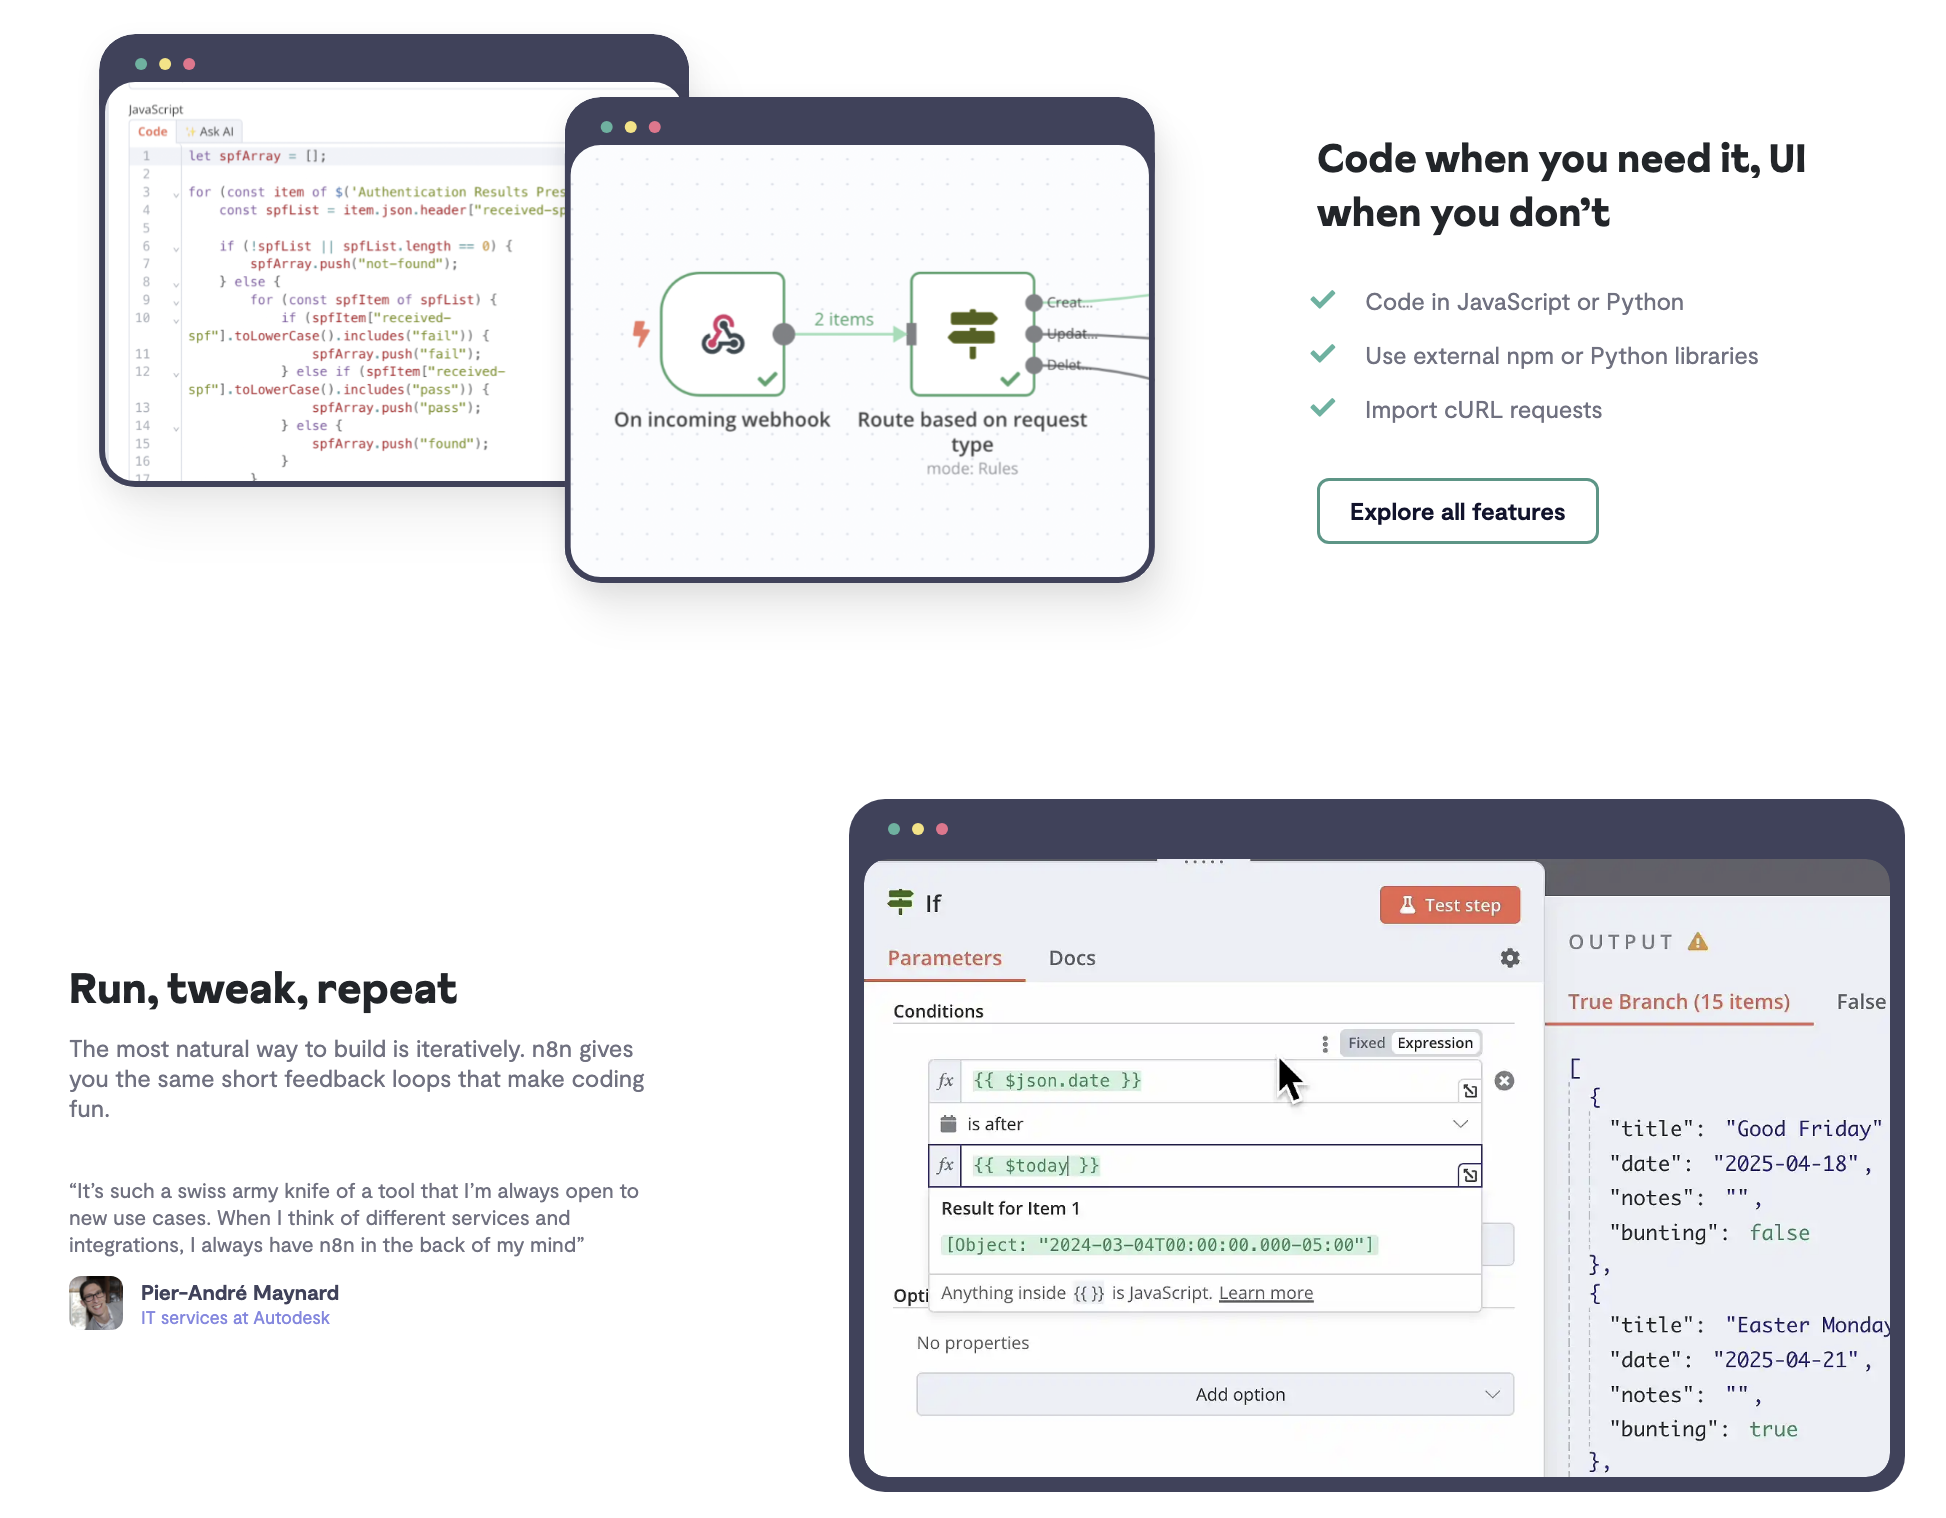 JavaScript
Code
✨ Ask AI
1 let spfArray = [];
2
3 for (const item of $('Authentication Results Pres
4 const spfList = item.json.header["received-sp
5
6 if (!spfList || spfList.length == 0) {
7 spfArray.push("not-found");
8 } else {
9 for (const spfItem of spfList) {
10 if (spfItem["received-
spf"].toLowerCase().includes("fail")) {
11 spfArray.push("fail");
12 } else if (spfItem["received-
spf"].toLowerCase().includes("pass")) {
13 spfArray.push("pass");
14 } else {
15 spfArray.push("found");
16 }
17 }
2 items
Creat...
Updat...
Delet...
On incoming webhook
Route based on request
type
mode: Rules
Code when you need it, UI
when you don’t
Code in JavaScript or Python
Use external npm or Python libraries
Import cURL requests
Explore all features
Run, tweak, repeat
The most natural way to build is iteratively. n8n gives
you the same short feedback loops that make coding
fun.
“It’s such a swiss army knife of a tool that I’m always open to
new use cases. When I think of different services and
integrations, I always have n8n in the back of my mind”
Pier-André Maynard
IT services at Autodesk
If
Test step
Parameters
Docs
Conditions
Fixed
Expression
fx {{ $json.date }}
is after
fx {{ $today }}
Result for Item 1
[Object: "2024-03-04T00:00:00.000-05:00"]
Anything inside {{ }} is JavaScript. Learn more
Opti
No properties
Add option
OUTPUT
True Branch (15 items)
False
[
{
"title": "Good Friday"
"date": "2025-04-18",
"notes": "",
"bunting": false
},
{
"title": "Easter Monday
"date": "2025-04-21",
"notes": "",
"bunting": true
},